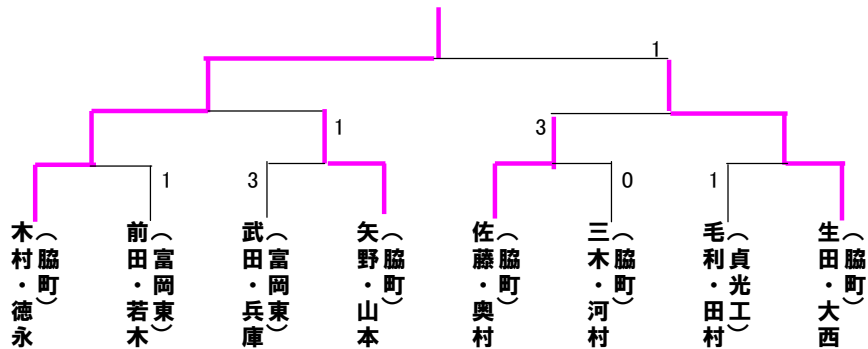 1
1
3
1
3
0
1
木村・徳永
（脇町）
前田・若木
（富岡東）
武田・兵庫
（富岡東）
矢野・山本
（脇町）
佐藤・奥村
（脇町）
三木・河村
（脇町）
毛利・田村
（貞光工）
生田・大西
（脇町）